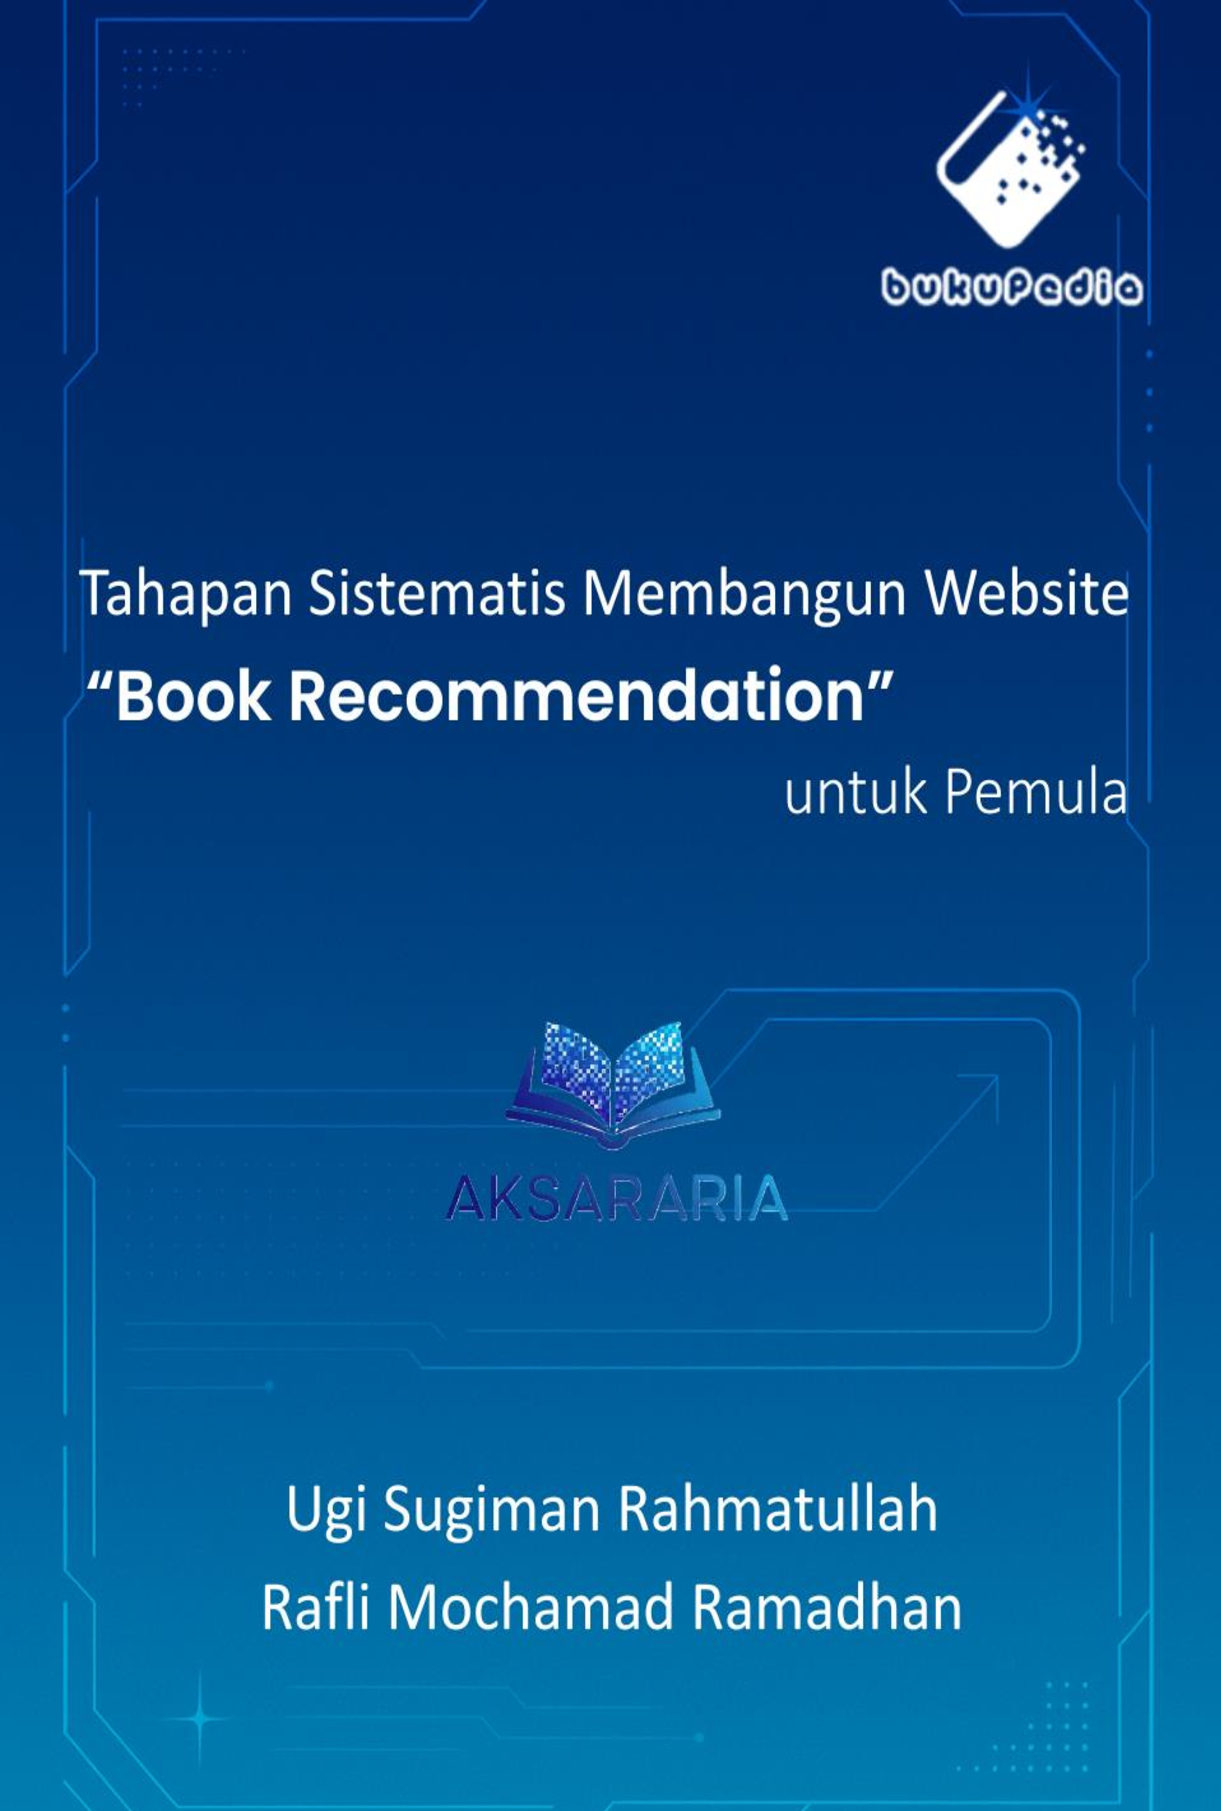 bukuPedia
Tahapan Sistematis Membangun Website
“Book Recommendation”
untuk Pemula
AKSARARIA
Ugi Sugiman Rahmatullah
Rafli Mochamad Ramadhan